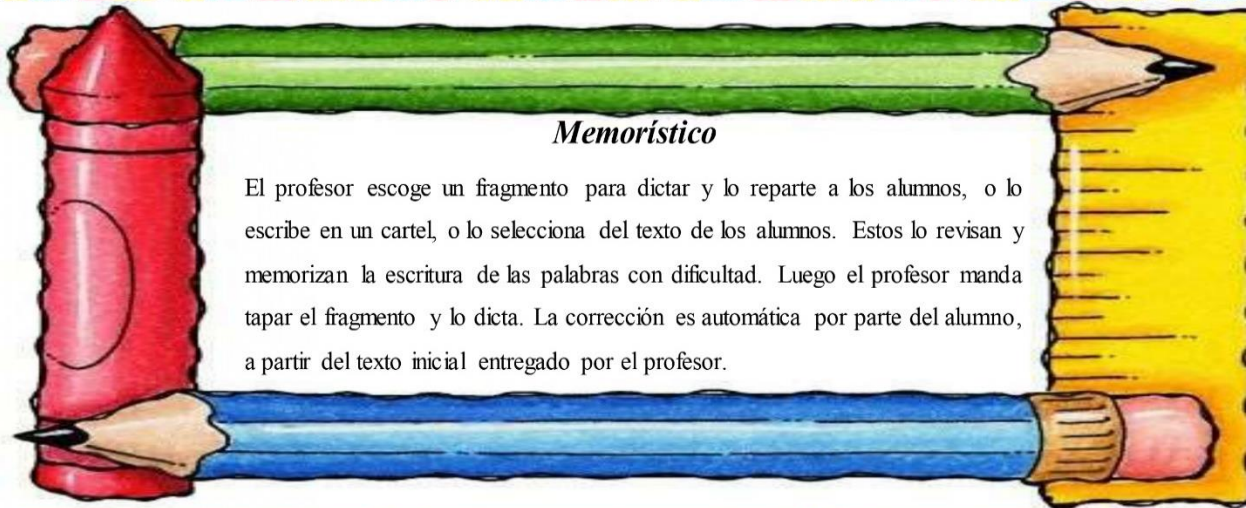 Memorístico
El profesor escoge un fragmento para dictar y lo reparte a los alumnos, o lo
escribe en un cartel, o lo selecciona del texto de los alumnos. Estos lo revisan y
memorizan la escritura de las palabras con dificultad. Luego el profesor manda
tapar el fragmento y lo dicta. La corrección es automática por parte del alumno,
a partir del texto inicial entregado por el profesor.